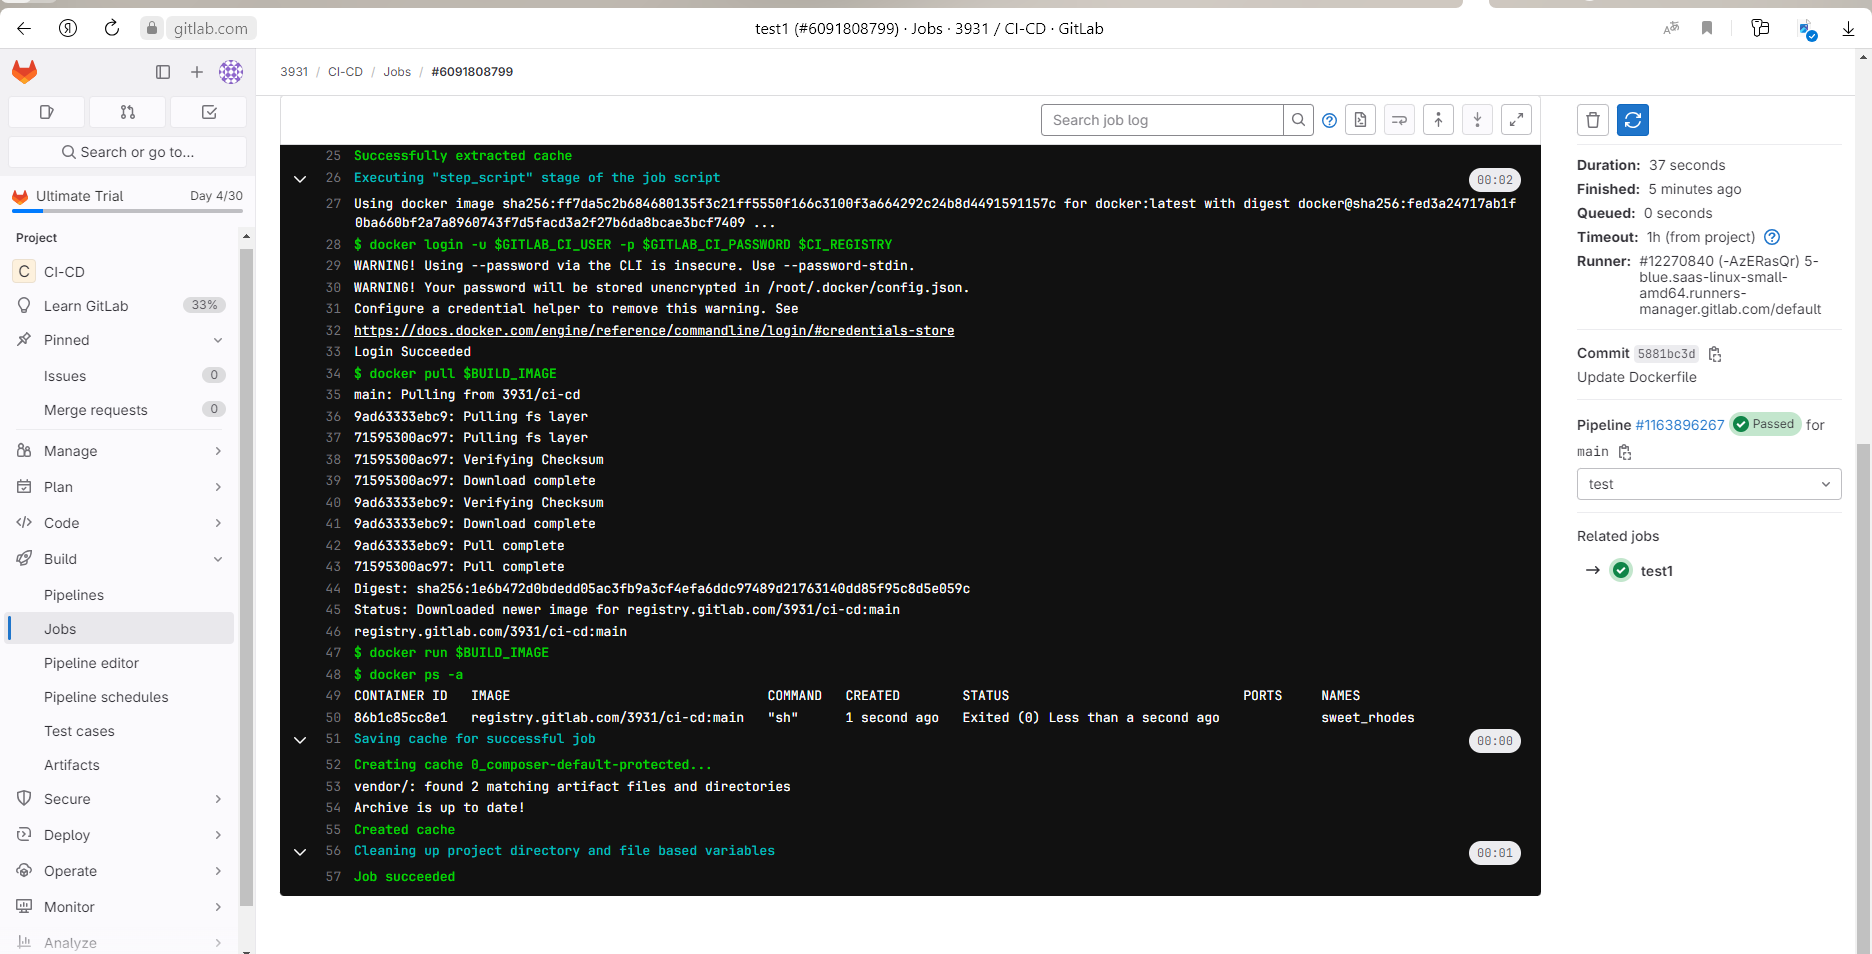 gitlab.com
test1 (#6091808799) · Jobs · 3931 / CI-CD · GitLab
3931 / CI-CD / Jobs / #6091808799
Search or go to...
Ultimate Trial Day 4/30
Project
C CI-CD
Learn GitLab 33%
Pinned
Issues 0
Merge requests 0
Manage
Plan
Code
Build
Pipelines
Jobs
Pipeline editor
Pipeline schedules
Test cases
Artifacts
Secure
Deploy
Operate
Monitor
Analyze
Search job log
25 Successfully extracted cache
26 Executing "step_script" stage of the job script 00:02
27 Using docker image sha256:ff7da5c2b684680135f3c21ff5550f166c3100f3a664292c24b8d4491591157c for docker:latest with digest docker@sha256:fed3a24717ab1f
0ba660bf2a7a8960743f7d5facd3a2f27b6da8bcae3bcf7409 ...
28 $ docker login -u $GITLAB_CI_USER -p $GITLAB_CI_PASSWORD $CI_REGISTRY
29 WARNING! Using --password via the CLI is insecure. Use --password-stdin.
30 WARNING! Your password will be stored unencrypted in /root/.docker/config.json.
31 Configure a credential helper to remove this warning. See
32 https://docs.docker.com/engine/reference/commandline/login/#credentials-store
33 Login Succeeded
34 $ docker pull $BUILD_IMAGE
35 main: Pulling from 3931/ci-cd
36 9ad63333ebc9: Pulling fs layer
37 71595300ac97: Pulling fs layer
38 71595300ac97: Verifying Checksum
39 71595300ac97: Download complete
40 9ad63333ebc9: Verifying Checksum
41 9ad63333ebc9: Download complete
42 9ad63333ebc9: Pull complete
43 71595300ac97: Pull complete
44 Digest: sha256:1e6b472d0bdedd05ac3fb9a3cf4efa6ddc97489d21763140dd85f95c8d5e059c
45 Status: Downloaded newer image for registry.gitlab.com/3931/ci-cd:main
46 registry.gitlab.com/3931/ci-cd:main
47 $ docker run $BUILD_IMAGE
48 $ docker ps -a
49 CONTAINER ID IMAGE COMMAND CREATED STATUS PORTS NAMES
50 86b1c85cc8e1 registry.gitlab.com/3931/ci-cd:main "sh" 1 second ago Exited (0) Less than a second ago sweet_rhodes
51 Saving cache for successful job 00:00
52 Creating cache 0_composer-default-protected...
53 vendor/: found 2 matching artifact files and directories
54 Archive is up to date!
55 Created cache
56 Cleaning up project directory and file based variables 00:01
57 Job succeeded
Duration: 37 seconds
Finished: 5 minutes ago
Queued: 0 seconds
Timeout: 1h (from project)
Runner: #12270840 (-AzERasQr) 5-
blue.saas-linux-small-
amd64.runners-
manager.gitlab.com/default
Commit 5881bc3d
Update Dockerfile
Pipeline #1163896267 Passed for
main
test
Related jobs
test1